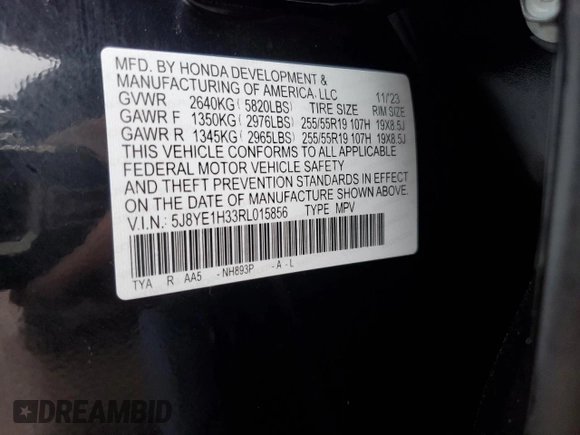 MFD. BY HONDA DEVELOPMENT &
MANUFACTURING OF AMERICA, LLC 11/'23
GVWR 2640KG ( 5820LBS) TIRE SIZE RIM SIZE
GAWR F 1350KG ( 2976LBS) 255/55R19 107H 19X8.5J
GAWR R 1345KG ( 2965LBS) 255/55R19 107H 19X8.5J
THIS VEHICLE CONFORMS TO ALL APPLICABLE
FEDERAL MOTOR VEHICLE SAFETY
AND THEFT PREVENTION STANDARDS IN EFFECT
ON THE DATE OF MANUFACTURE SHOWN ABOVE.
V.I.N.: 5J8YE1H33RL015856 TYPE MPV
TYA R AA5 -NH893P -A-L
DREAMBID